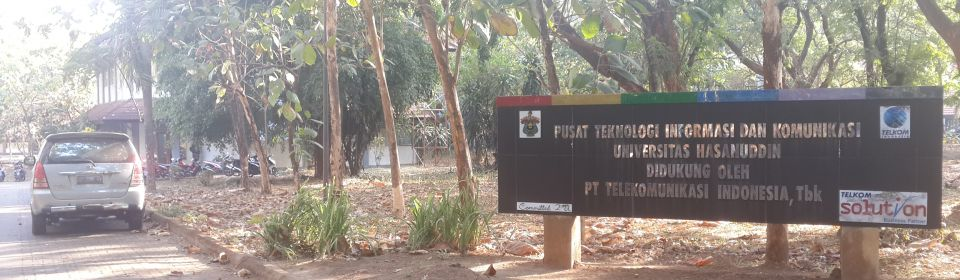 PUSAT TEKNOLOGI INFORMASI DAN KOMUNIKASI
UNIVERSITAS HASANUDDIN
DIDUKUNG OLEH
PT TELEKOMUNIKASI INDONESIA, Tbk
TELKOM
TELKOM
solution